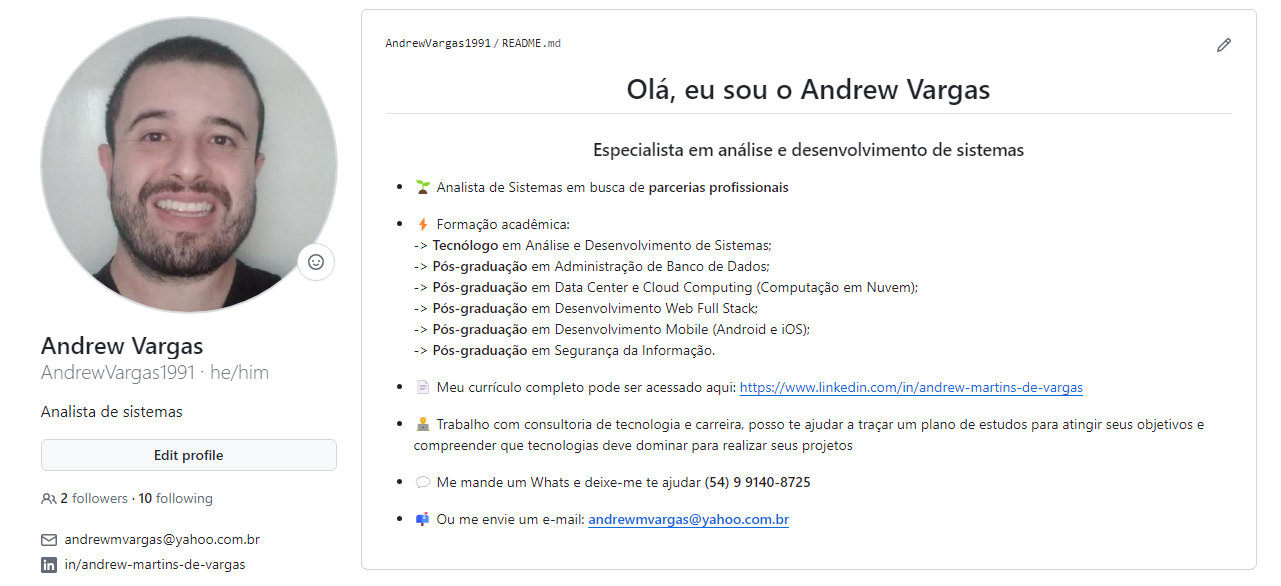 Andrew Vargas
AndrewVargas1991 · he/him
Analista de sistemas
Edit profile
2 followers · 10 following
andrewmvargas@yahoo.com.br
in in/andrew-martins-de-vargas
AndrewVargas1991 / README.md
Olá, eu sou o Andrew Vargas
Especialista em análise e desenvolvimento de sistemas
• 🌱 Analista de Sistemas em busca de parcerias profissionais
• ⚡ Formação acadêmica:
-> Tecnólogo em Análise e Desenvolvimento de Sistemas;
-> Pós-graduação em Administração de Banco de Dados;
-> Pós-graduação em Data Center e Cloud Computing (Computação em Nuvem);
-> Pós-graduação em Desenvolvimento Web Full Stack;
-> Pós-graduação em Desenvolvimento Mobile (Android e iOS);
-> Pós-graduação em Segurança da Informação.
• 📄 Meu currículo completo pode ser acessado aqui: https://www.linkedin.com/in/andrew-martins-de-vargas
• 🧑‍💻 Trabalho com consultoria de tecnologia e carreira, posso te ajudar a traçar um plano de estudos para atingir seus objetivos e
compreender que tecnologias deve dominar para realizar seus projetos
• 💬 Me mande um Whats e deixe-me te ajudar (54) 9 9140-8725
• 📬 Ou me envie um e-mail: andrewmvargas@yahoo.com.br